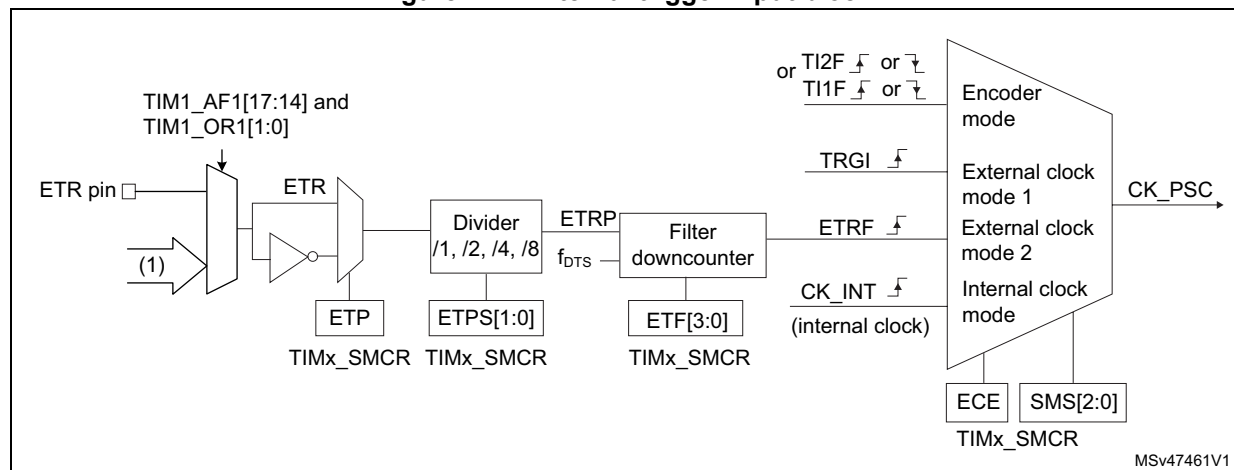 TIM1_AF1[17:14] and
TIM1_OR1[1:0]
ETR pin
(1)
ETR
ETP
TIMx_SMCR
Divider
/1, /2, /4, /8
ETPS[1:0]
TIMx_SMCR
ETRP
fDTS
Filter
downcounter
ETF[3:0]
TIMx_SMCR
or TI2F or
TI1F or
TRGI
ETRF
CK_INT
(internal clock)
Encoder
mode
External clock
mode 1
External clock
mode 2
Internal clock
mode
CK_PSC
ECE
SMS[2:0]
TIMx_SMCR
MSv47461V1